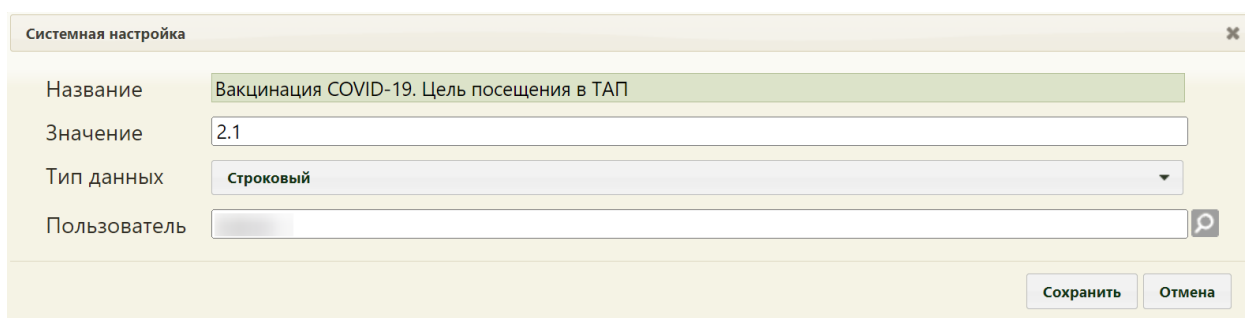 Системная настройка
Название Вакцинация COVID-19. Цель посещения в ТАП
Значение 2.1
Тип данных Строковый
Пользователь
Сохранить Отмена